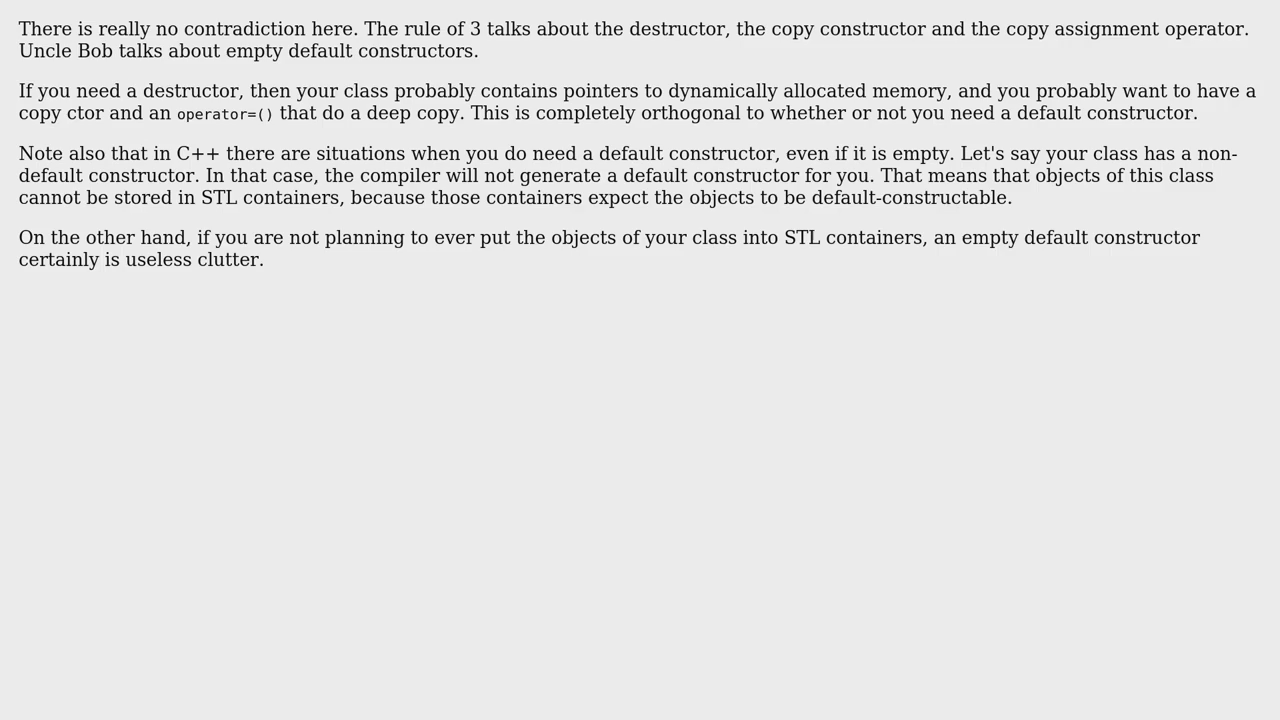 There is really no contradiction here. The rule of 3 talks about the destructor, the copy constructor and the copy assignment operator.
Uncle Bob talks about empty default constructors.
If you need a destructor, then your class probably contains pointers to dynamically allocated memory, and you probably want to have a
copy ctor and an operator=() that do a deep copy. This is completely orthogonal to whether or not you need a default constructor.
Note also that in C++ there are situations when you do need a default constructor, even if it is empty. Let's say your class has a non-
default constructor. In that case, the compiler will not generate a default constructor for you. That means that objects of this class
cannot be stored in STL containers, because those containers expect the objects to be default-constructable.
On the other hand, if you are not planning to ever put the objects of your class into STL containers, an empty default constructor
certainly is useless clutter.